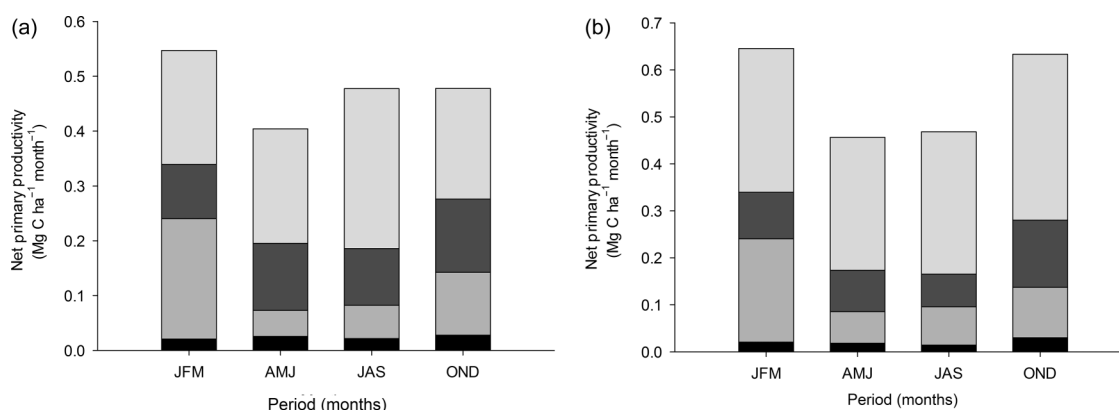 (a)
Net primary productivity
(Mg C ha⁻¹ month⁻¹)
0.6
0.5
0.4
0.3
0.2
0.1
0.0
JFM AMJ JAS OND
Period (months)
(b)
Net primary productivity
(Mg C ha⁻¹ month⁻¹)
0.7
0.6
0.5
0.4
0.3
0.2
0.1
0.0
JFM AMJ JAS OND
Period (months)